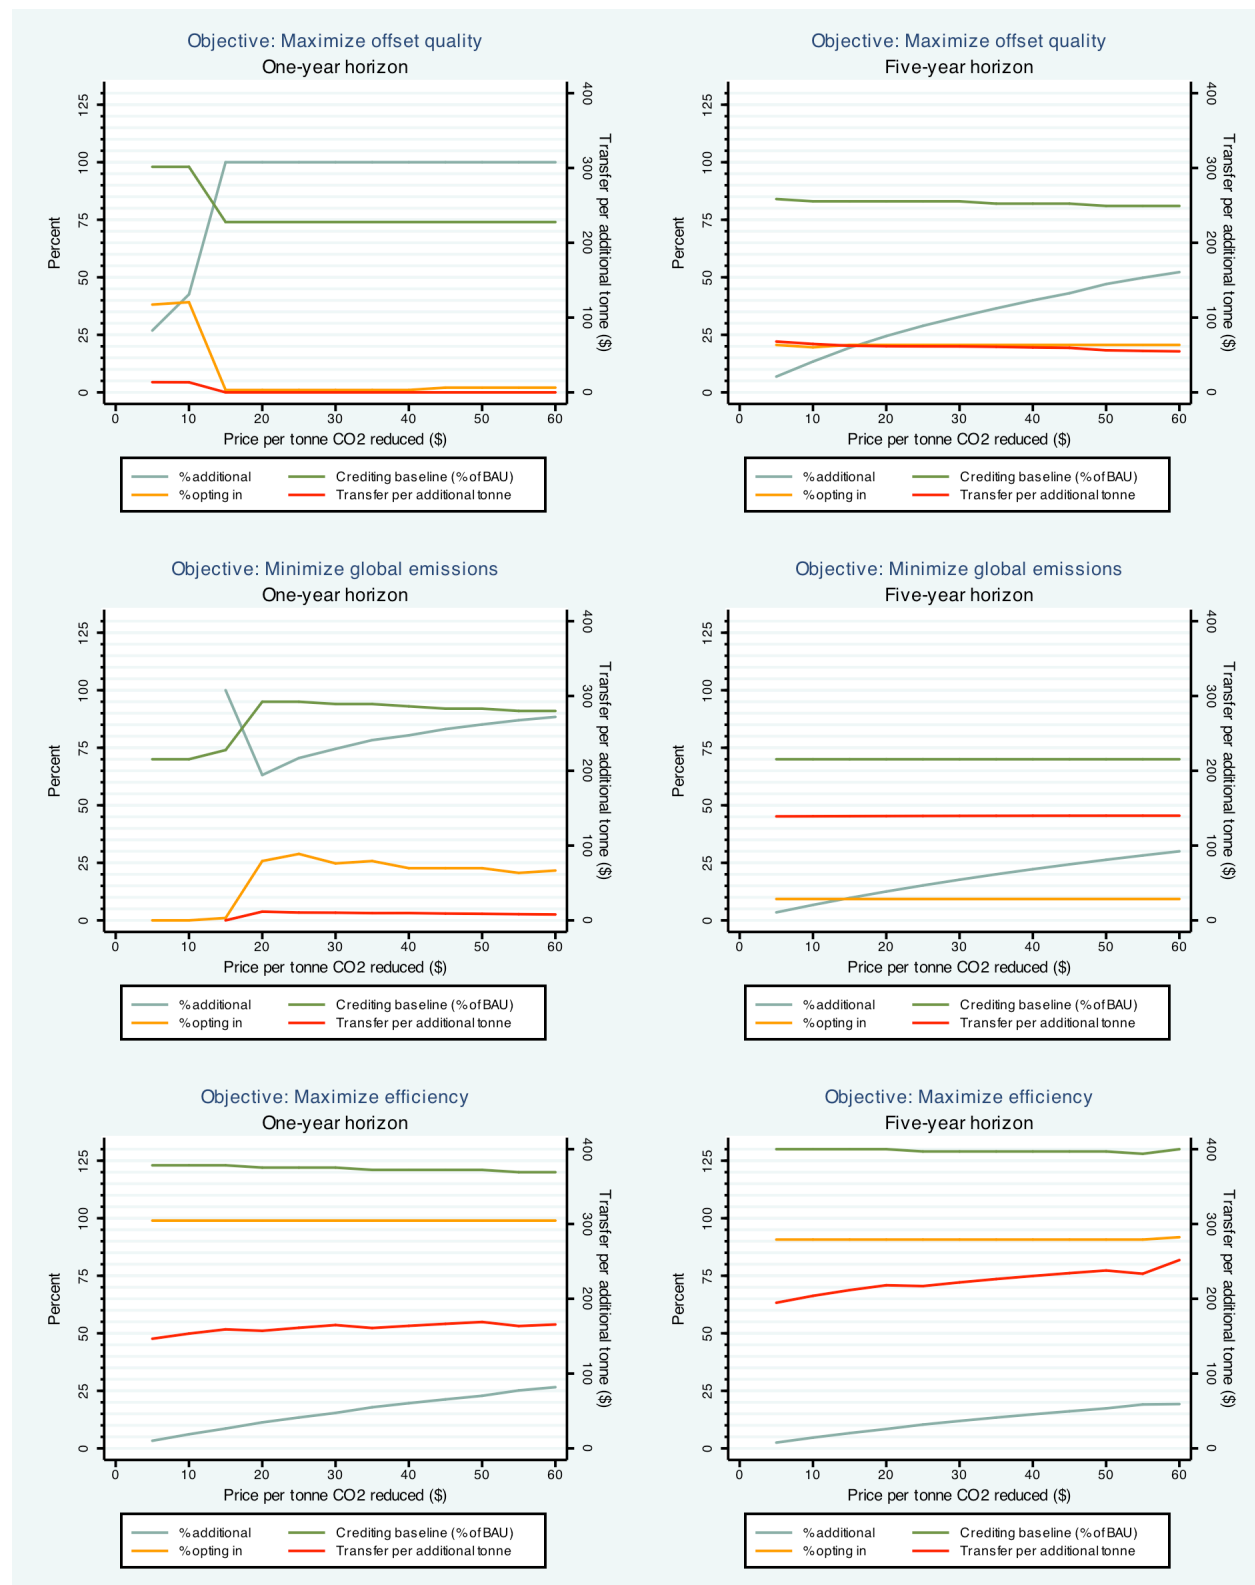 Objective: Maximize offset quality
One-year horizon
125
100
75
50
25
0
Percent
400
300
200
100
0
Transfer per additional tonne ($)
0 10 20 30 40 50 60
Price per tonne CO2 reduced ($)
% additional
Crediting baseline (% of BAU)
% opting in
Transfer per additional tonne
Objective: Maximize offset quality
Five-year horizon
125
100
75
50
25
0
Percent
400
300
200
100
0
Transfer per additional tonne ($)
0 10 20 30 40 50 60
Price per tonne CO2 reduced ($)
% additional
Crediting baseline (% of BAU)
% opting in
Transfer per additional tonne
Objective: Minimize global emissions
One-year horizon
125
100
75
50
25
0
Percent
400
300
200
100
0
Transfer per additional tonne ($)
0 10 20 30 40 50 60
Price per tonne CO2 reduced ($)
% additional
Crediting baseline (% of BAU)
% opting in
Transfer per additional tonne
Objective: Minimize global emissions
Five-year horizon
125
100
75
50
25
0
Percent
400
300
200
100
0
Transfer per additional tonne ($)
0 10 20 30 40 50 60
Price per tonne CO2 reduced ($)
% additional
Crediting baseline (% of BAU)
% opting in
Transfer per additional tonne
Objective: Maximize efficiency
One-year horizon
125
100
75
50
25
0
Percent
400
300
200
100
0
Transfer per additional tonne ($)
0 10 20 30 40 50 60
Price per tonne CO2 reduced ($)
% additional
Crediting baseline (% of BAU)
% opting in
Transfer per additional tonne
Objective: Maximize efficiency
Five-year horizon
125
100
75
50
25
0
Percent
400
300
200
100
0
Transfer per additional tonne ($)
0 10 20 30 40 50 60
Price per tonne CO2 reduced ($)
% additional
Crediting baseline (% of BAU)
% opting in
Transfer per additional tonne